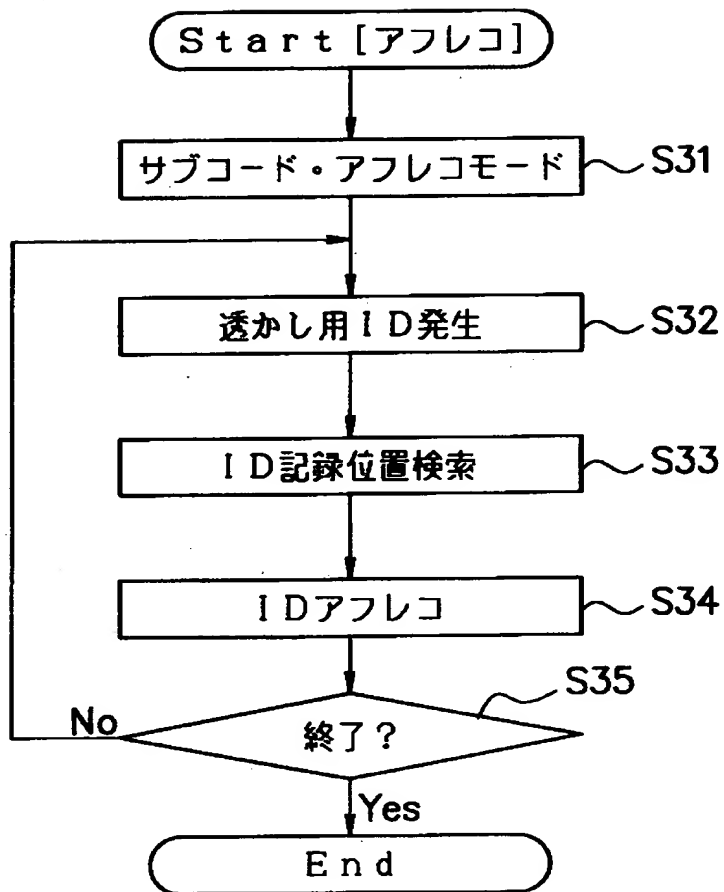 Start [アフレコ]
サブコード・アフレコモード
S31
透かし用ID発生
S32
ID記録位置検索
S33
IDアフレコ
S34
S35
終了?
No
Yes
End